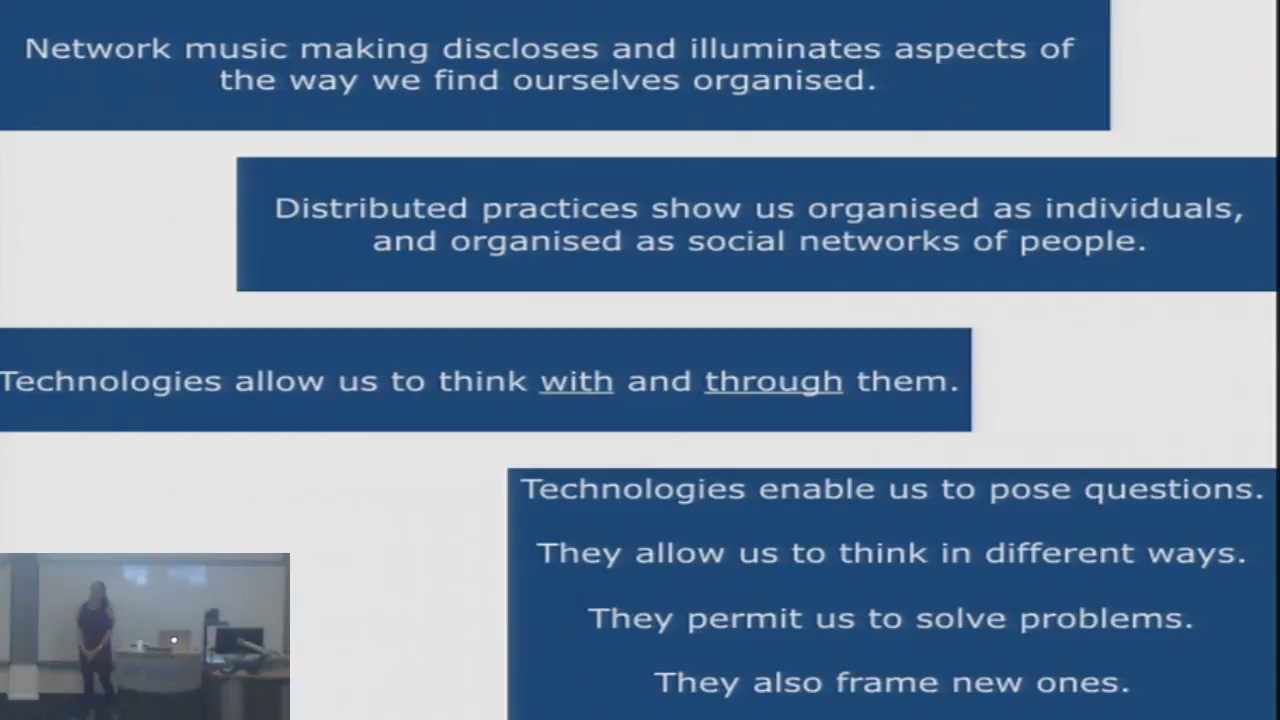 Network music making discloses and illuminates aspects of
the way we find ourselves organised.
Distributed practices show us organised as individuals,
and organised as social networks of people.
Technologies allow us to think with and through them.
Technologies enable us to pose questions.
They allow us to think in different ways.
They permit us to solve problems.
They also frame new ones.